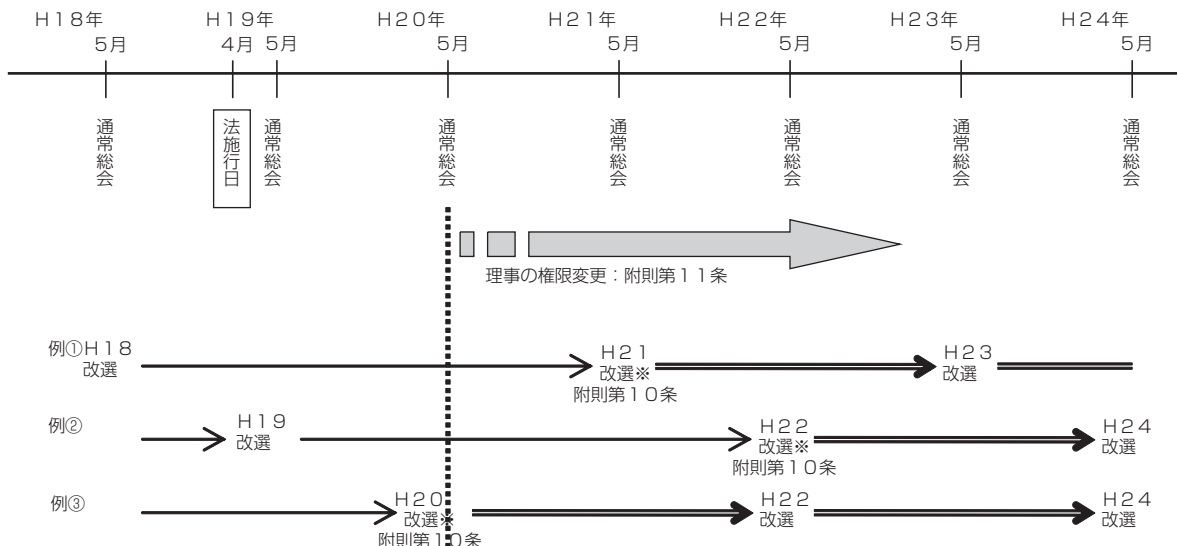 H18年 H19年 H20年 H21年 H22年 H23年 H24年
5月 4月 5月 5月 5月 5月 5月 5月
通常総会 法施行日 通常総会 通常総会 通常総会 通常総会 通常総会 通常総会
理事の権限変更：附則第11条
例①H18 H21 H23
改選 改選※ 改選
附則第10条
例② H19 H22 H24
改選 改選※ 改選
附則第10条
例③ H20 H22 H24
改選※ 改選 改選
附則第10条